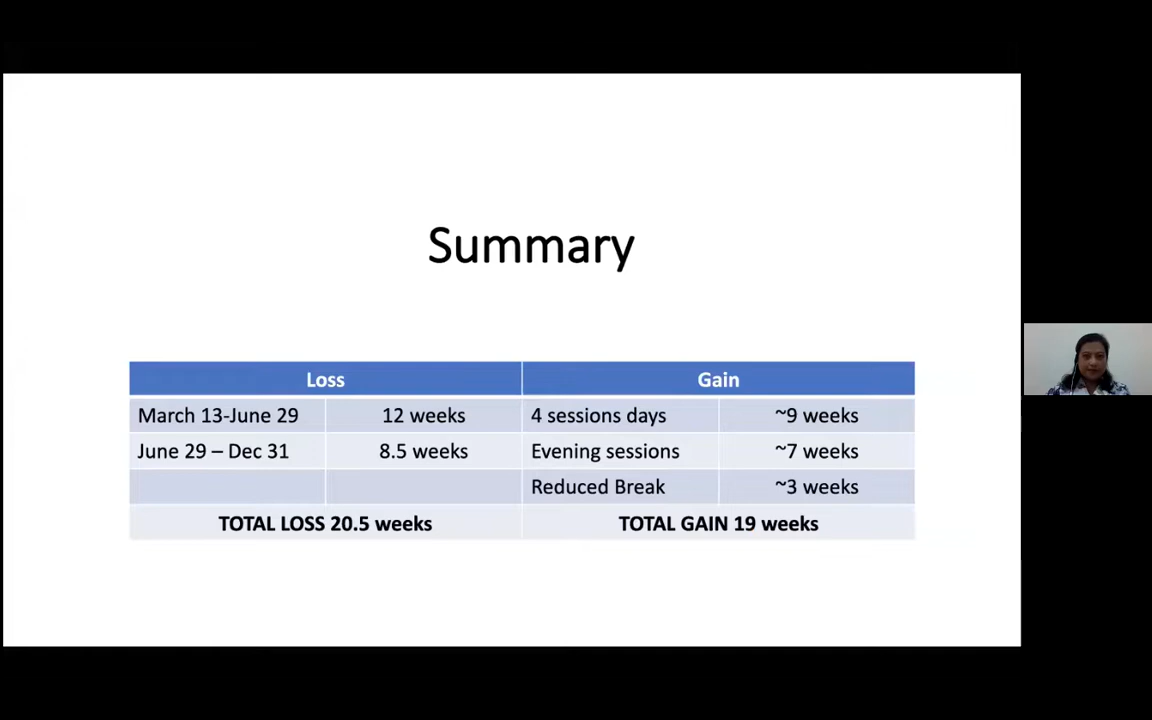 Summary
Loss Gain
March 13-June 29 12 weeks 4 sessions days ~9 weeks
June 29 – Dec 31 8.5 weeks Evening sessions ~7 weeks
Reduced Break ~3 weeks
TOTAL LOSS 20.5 weeks TOTAL GAIN 19 weeks